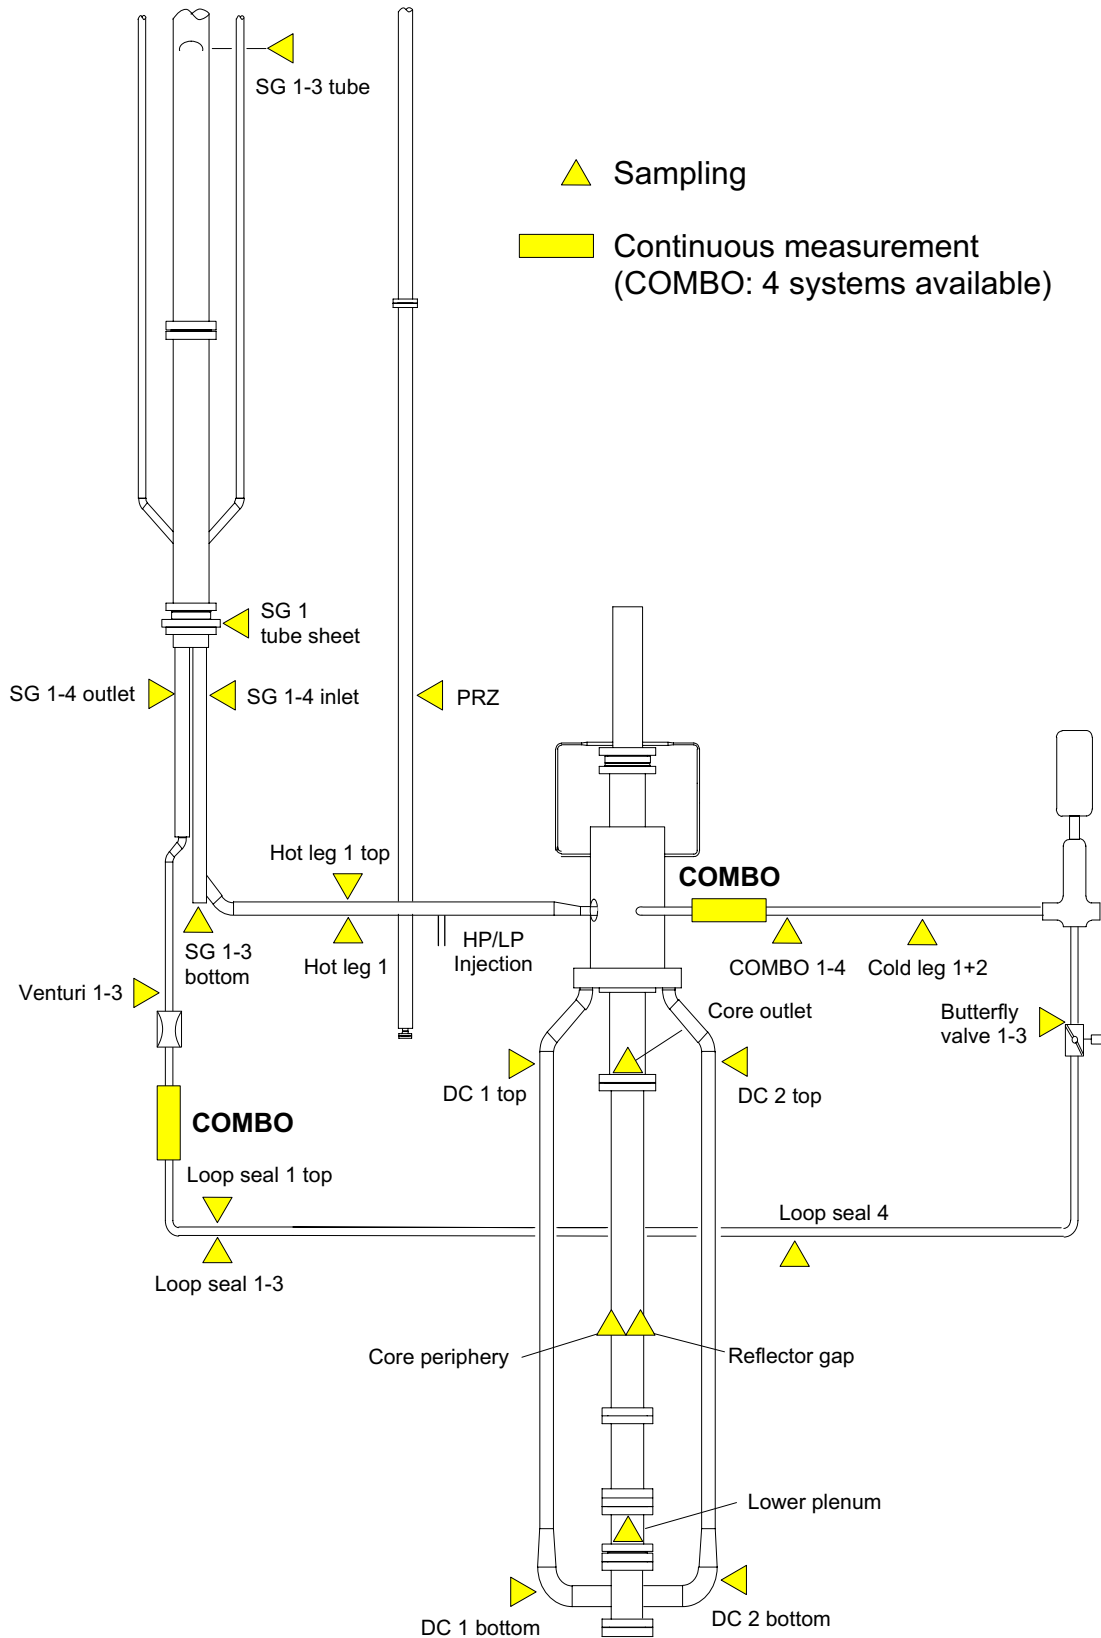 SG 1-3 tube
Sampling
Continuous measurement
(COMBO: 4 systems available)
SG 1
tube sheet
SG 1-4 outlet
SG 1-4 inlet
PRZ
Hot leg 1 top
COMBO
SG 1-3
bottom
Hot leg 1
HP/LP
Injection
COMBO 1-4
Cold leg 1+2
Venturi 1-3
Core outlet
Butterfly
valve 1-3
DC 1 top
DC 2 top
COMBO
Loop seal 1 top
Loop seal 4
Loop seal 1-3
Core periphery
Reflector gap
Lower plenum
DC 1 bottom
DC 2 bottom